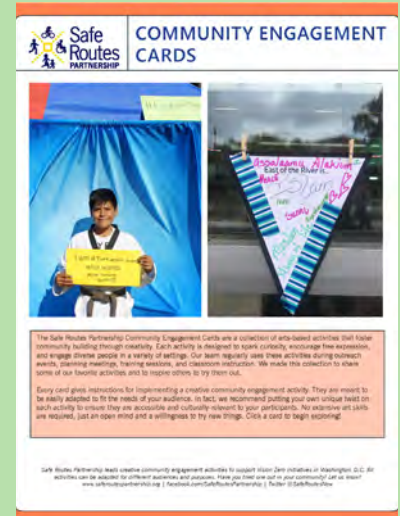 Safe
Routes
PARTNERSHIP
COMMUNITY ENGAGEMENT
CARDS
East of the River is...
Islam
The Safe Routes Partnership Community Engagement Cards are a collection of arts-based activities that foster
community building through creativity. Each activity is designed to spark curiosity, encourage free expression,
and engage diverse people in a variety of settings. Our team regularly uses these activities during outreach
events, planning meetings, training sessions, and classroom instruction. We made this collection to share
some of our favorite activities and to inspire others to try them out.
Every card gives instructions for implementing a creative community engagement activity. They are meant to
be easily adapted to fit the needs of your audience. In fact, we recommend putting your own unique twist on
each activity to ensure they are accessible and culturally relevant to your participants. No extensive art skills
are required, just an open mind and a willingness to try new things. Click a card to begin exploring!
Safe Routes Partnership leads creative community engagement activities to support Vision Zero initiatives in Washington, D.C. All
activities can be adapted for different audiences and purposes. Have you tried one out in your community? Let us know!
www.saferoutespartnership.org | Facebook.com/SafeRoutesPartnership | Twitter @SafeRoutesNow